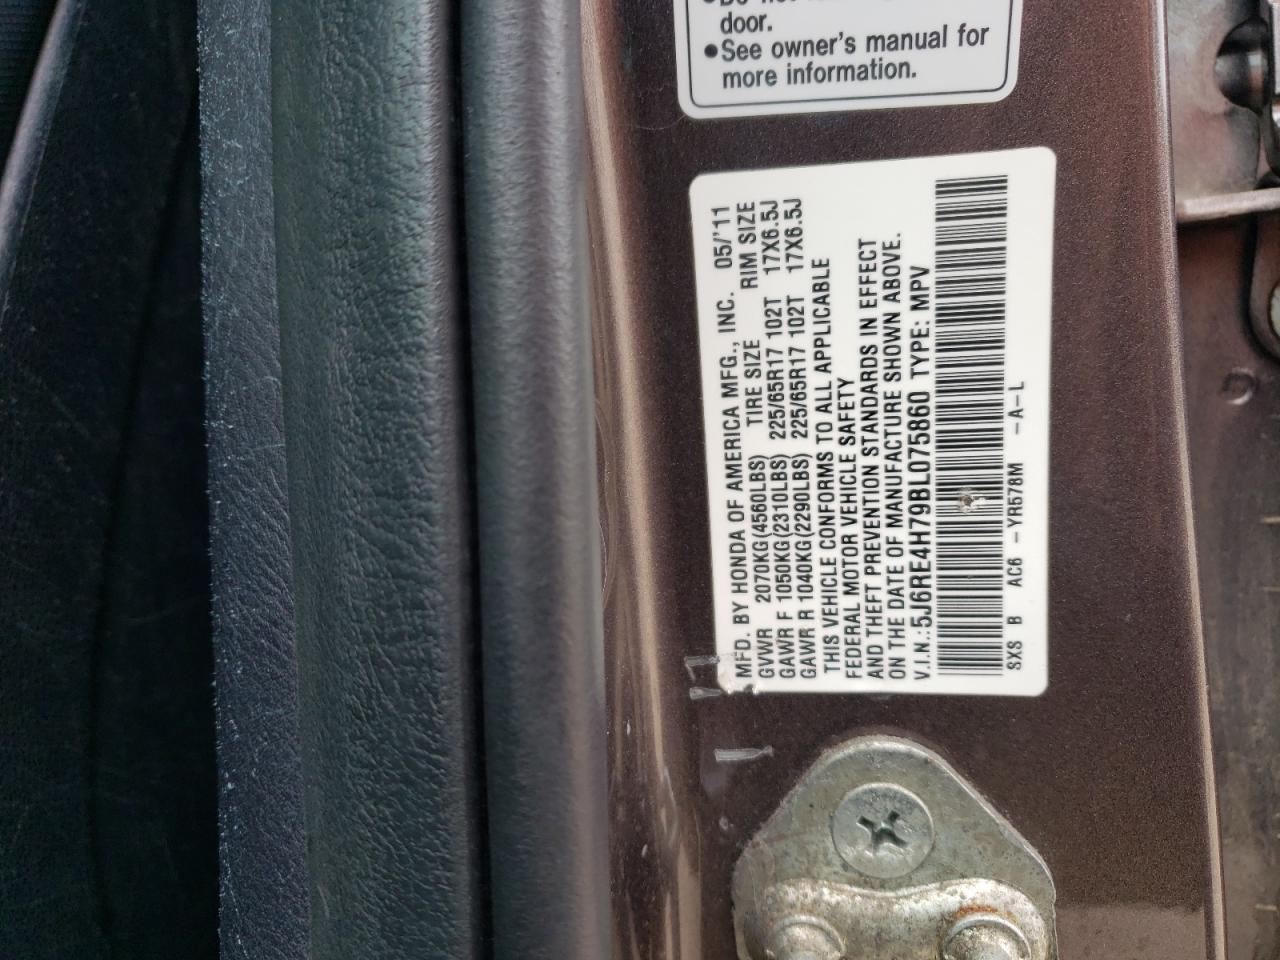 door.
●See owner's manual for
more information.
MFD. BY HONDA OF AMERICA MFG., INC. 05/'11
GVWR 2070KG(4560LBS) TIRE SIZE RIM SIZE
GAWR F 1050KG(2310LBS) 225/65R17 102T 17X6.5J
GAWR R 1040KG(2290LBS) 225/65R17 102T 17X6.5J
THIS VEHICLE CONFORMS TO ALL APPLICABLE
FEDERAL MOTOR VEHICLE SAFETY
AND THEFT PREVENTION STANDARDS IN EFFECT
ON THE DATE OF MANUFACTURE SHOWN ABOVE.
V.I.N.:5J6RE4H79BL075860 TYPE: MPV
SXS B AC6 -YR578M -A-L